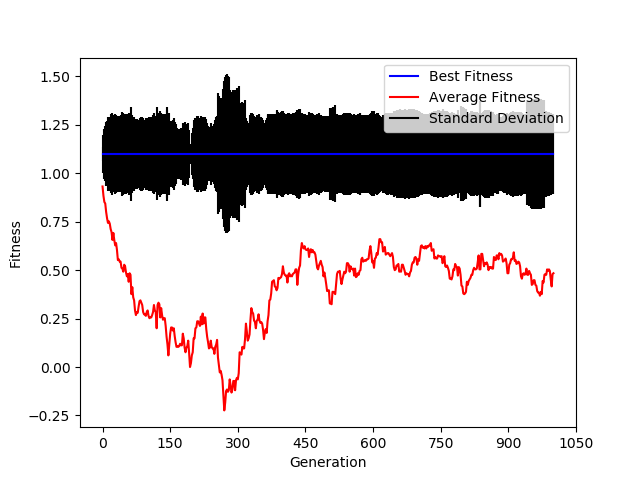 1.50
1.25
1.00
0.75
0.50
0.25
0.00
−0.25
Fitness
Best Fitness
Average Fitness
Standard Deviation
0 150 300 450 600 750 900 1050
Generation